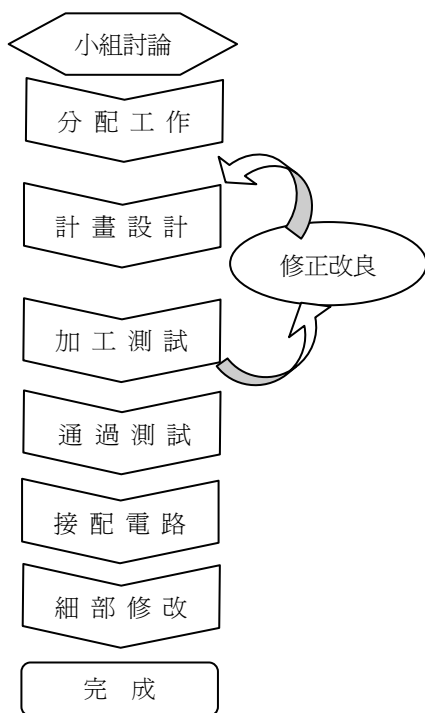 小組討論
分配工作
計畫設計
修正改良
加工測試
通過測試
接配電路
細部修改
完成